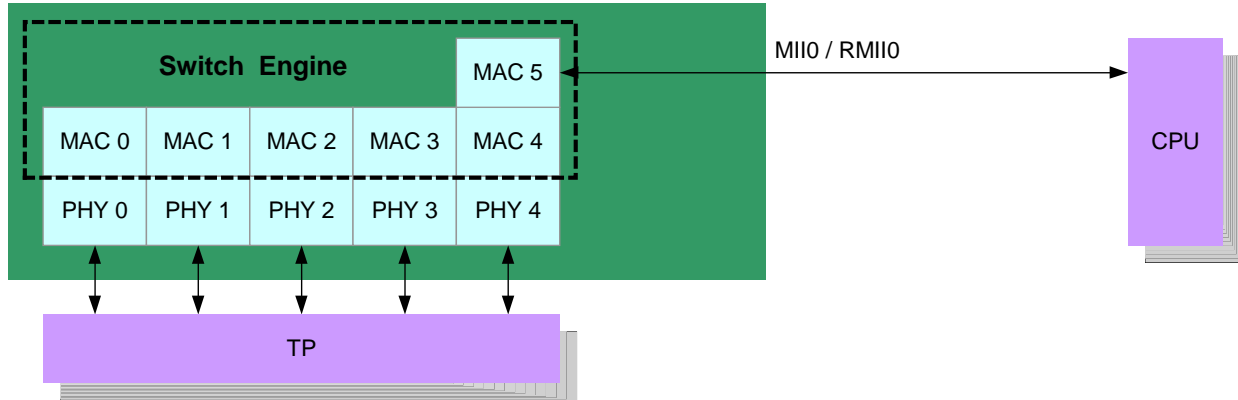 MII0 / RMII0
Switch Engine
MAC 5
MAC 0 MAC 1 MAC 2 MAC 3 MAC 4
CPU
PHY 0 PHY 1 PHY 2 PHY 3 PHY 4
TP